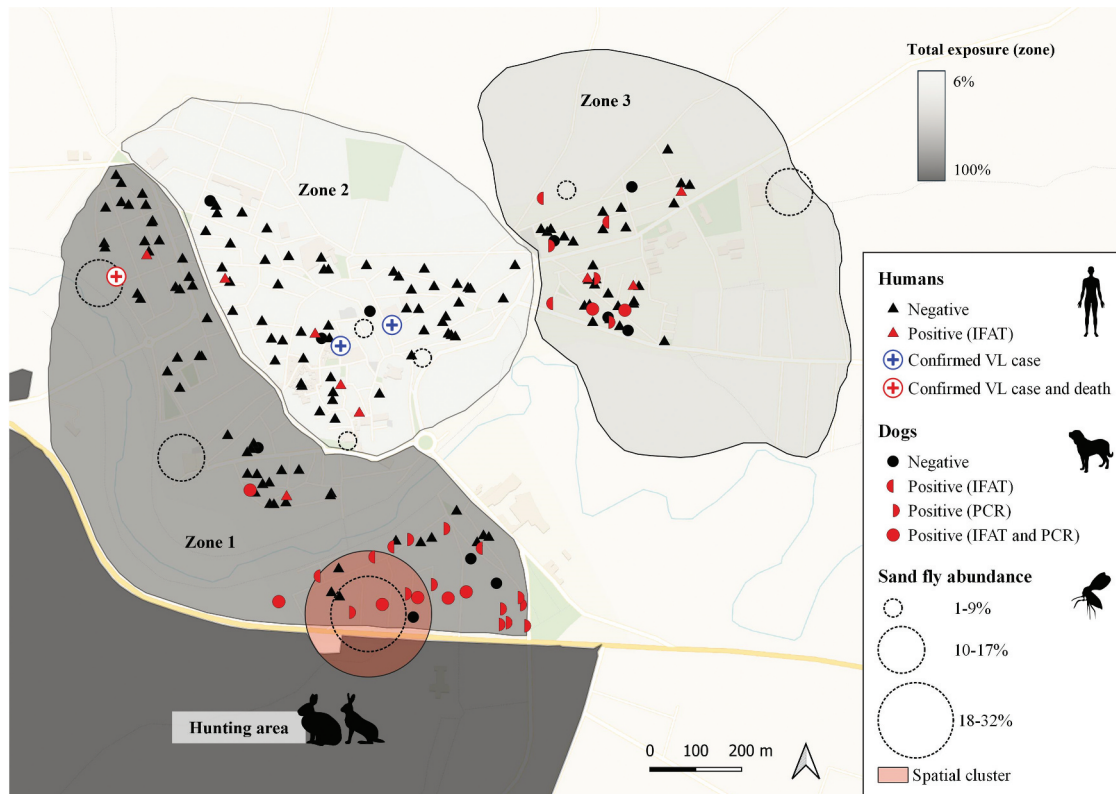 Total exposure (zone)
6%
100%
Zone 3
Zone 2
Zone 1
Hunting area
0 100 200 m
Humans
Negative
Positive (IFAT)
Confirmed VL case
Confirmed VL case and death
Dogs
Negative
Positive (IFAT)
Positive (PCR)
Positive (IFAT and PCR)
Sand fly abundance
1-9%
10-17%
18-32%
Spatial cluster